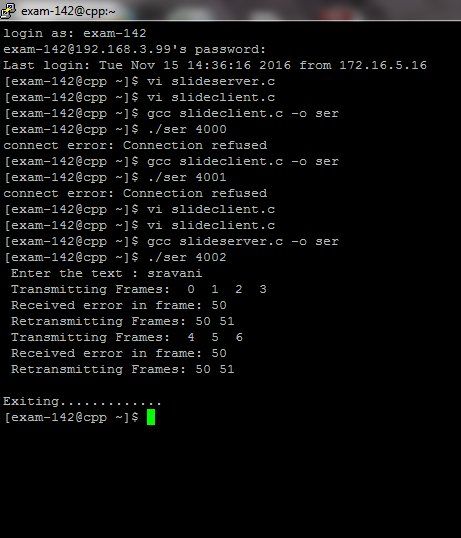 exam-142@cpp:~
login as: exam-142
exam-142@192.168.3.99's password:
Last login: Tue Nov 15 14:36:16 2016 from 172.16.5.16
[exam-142@cpp ~]$ vi slideserver.c
[exam-142@cpp ~]$ vi slideclient.c
[exam-142@cpp ~]$ gcc slideclient.c -o ser
[exam-142@cpp ~]$ ./ser 4000
connect error: Connection refused
[exam-142@cpp ~]$ gcc slideclient.c -o ser
[exam-142@cpp ~]$ ./ser 4001
connect error: Connection refused
[exam-142@cpp ~]$ vi slideclient.c
[exam-142@cpp ~]$ vi slideclient.c
[exam-142@cpp ~]$ gcc slideserver.c -o ser
[exam-142@cpp ~]$ ./ser 4002
 Enter the text : sravani
 Transmitting Frames:  0  1  2  3
 Received error in frame: 50
 Retransmitting Frames: 50 51
 Transmitting Frames:  4  5  6
 Received error in frame: 50
 Retransmitting Frames: 50 51

Exiting.............
[exam-142@cpp ~]$